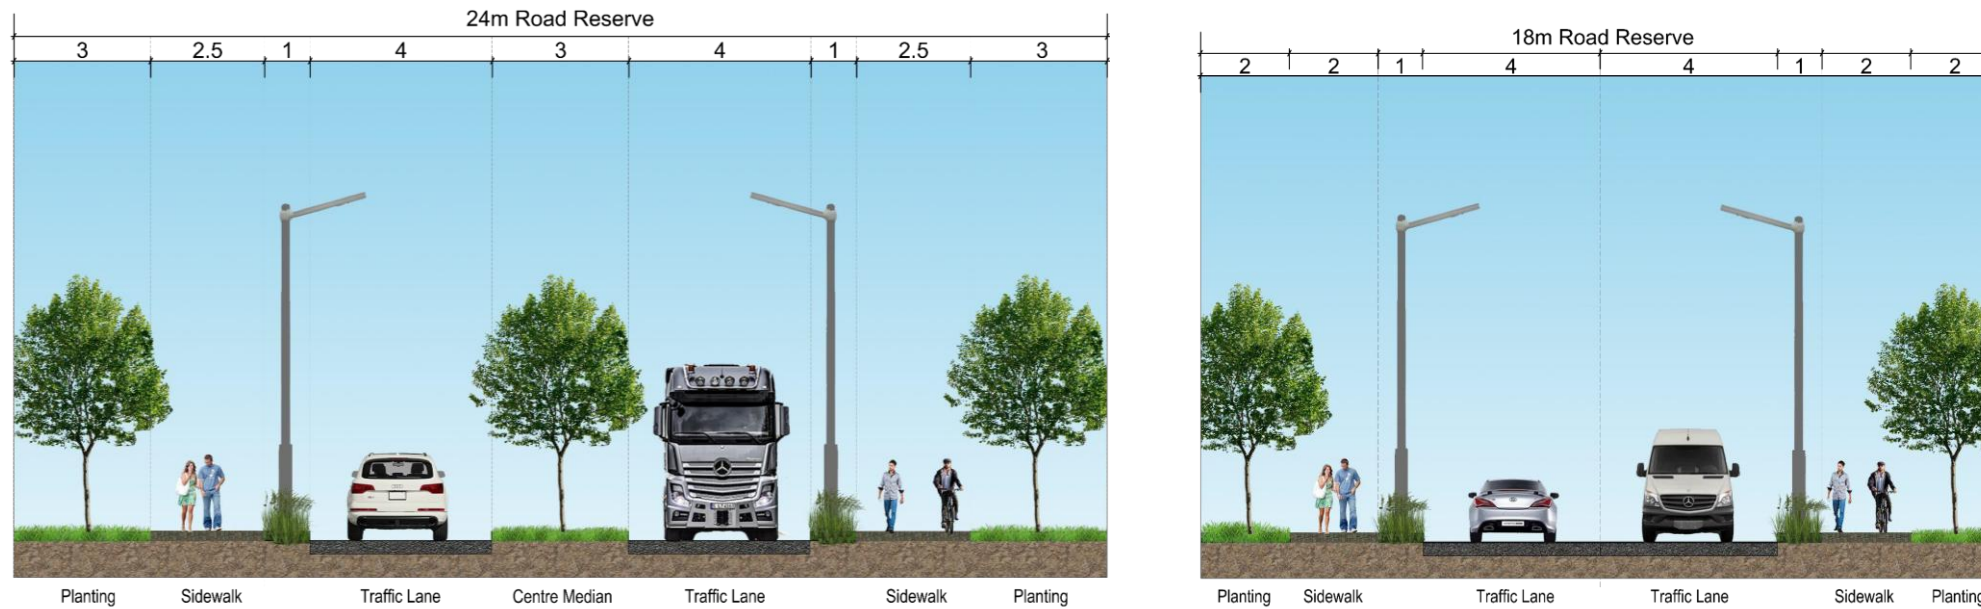 24m Road Reserve
3 2.5 1 4 3 4 1 2.5 3
Planting Sidewalk Traffic Lane Centre Median Traffic Lane Sidewalk Planting
18m Road Reserve
2 2 1 4 4 1 2 2
Planting Sidewalk Traffic Lane Traffic Lane Sidewalk Planting